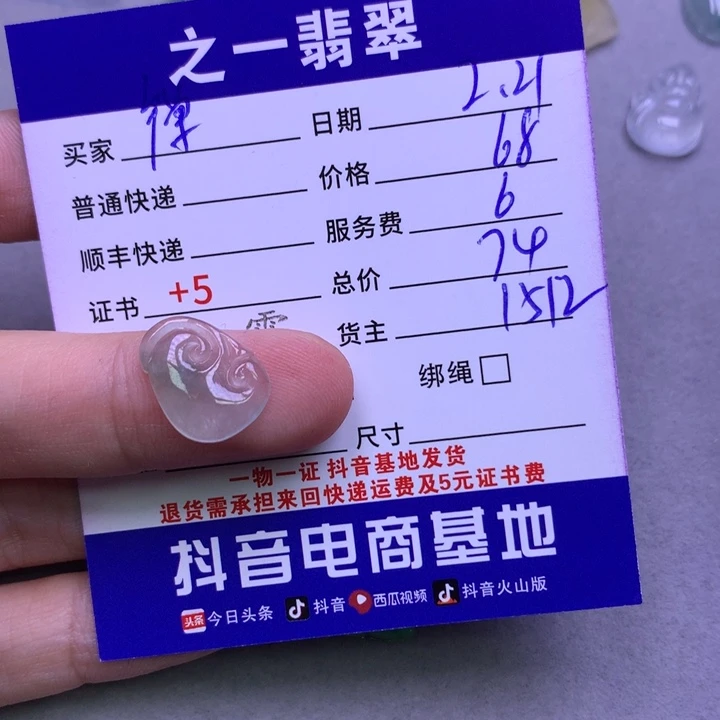 之一翡翠
买家 禅 日期 2.21
普通快递 价格 68
顺丰快递 服务费 6
证书 +5 总价 74
货主 1512
绑绳
尺寸
一物一证 抖音基地发货
退货需承担来回快递运费及5元证书费
抖音电商基地
头条 今日头条 抖音 西瓜视频 抖音火山版